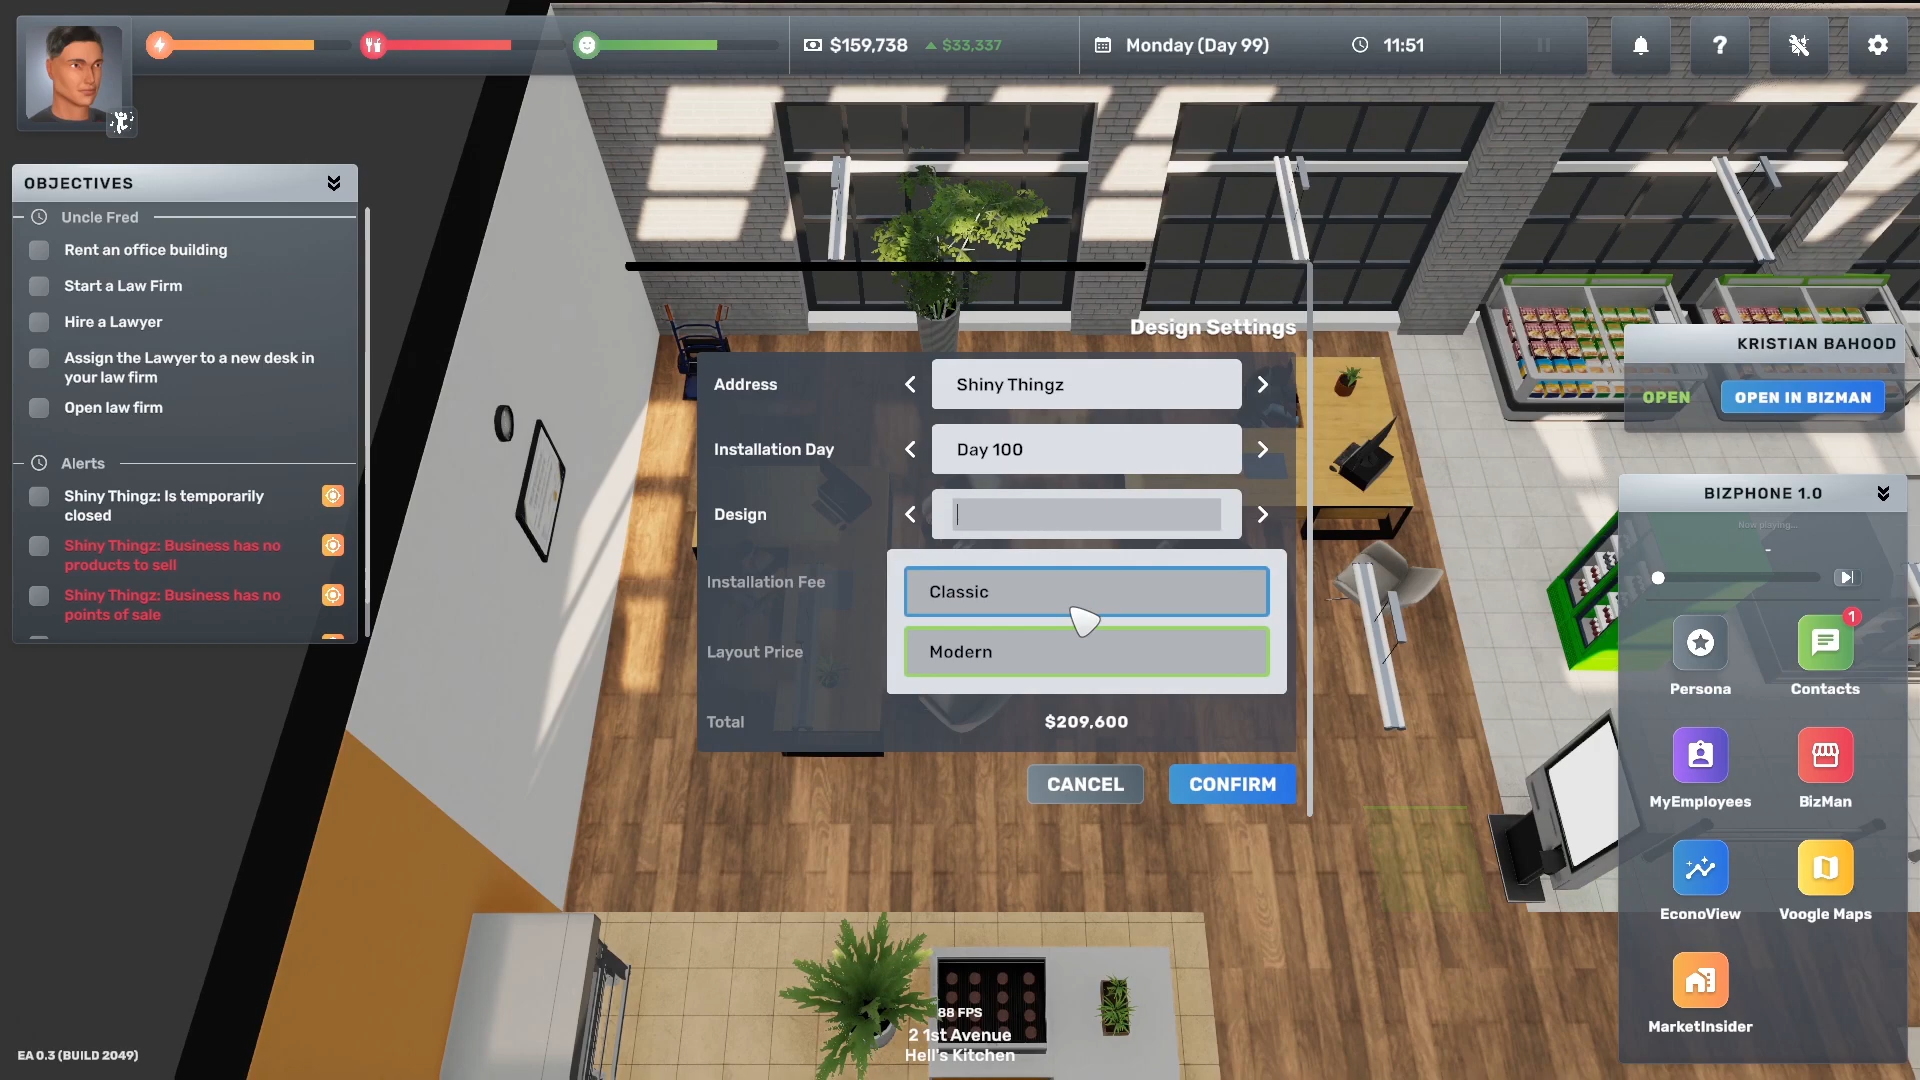 $159,738
$33,337
Monday (Day 99)
11:51
?
OBJECTIVES
Uncle Fred
Rent an office building
Start a Law Firm
Hire a Lawyer
Assign the Lawyer to a new desk in
your law firm
Open law firm
Alerts
Shiny Thingz: Is temporarily
closed
Shiny Thingz: Business has no
products to sell
Shiny Thingz: Business has no
points of sale
Design Settings
Address
Shiny Thingz
Installation Day
Day 100
Design
Classic
Modern
Installation Fee
Layout Price
Total
$209,600
CANCEL
CONFIRM
KRISTIAN BAHOOD
OPEN
OPEN IN BIZMAN
BIZPHONE 1.0
Now playing...
-
1
Persona
Contacts
MyEmployees
BizMan
EconoView
Voogle Maps
MarketInsider
88 FPS
2 1st Avenue
Hell's Kitchen
EA 0.3 (BUILD 2049)